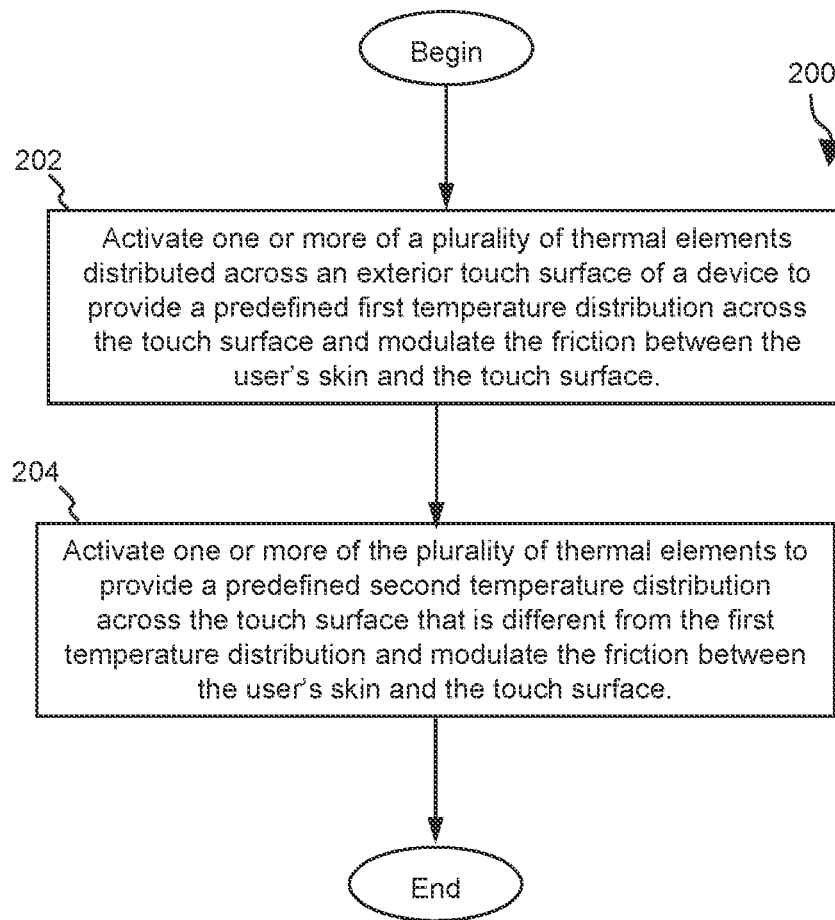 Begin
200
202
Activate one or more of a plurality of thermal elements
distributed across an exterior touch surface of a device to
provide a predefined first temperature distribution across
the touch surface and modulate the friction between the
user's skin and the touch surface.
204
Activate one or more of the plurality of thermal elements to
provide a predefined second temperature distribution
across the touch surface that is different from the first
temperature distribution and modulate the friction between
the user's skin and the touch surface.
End